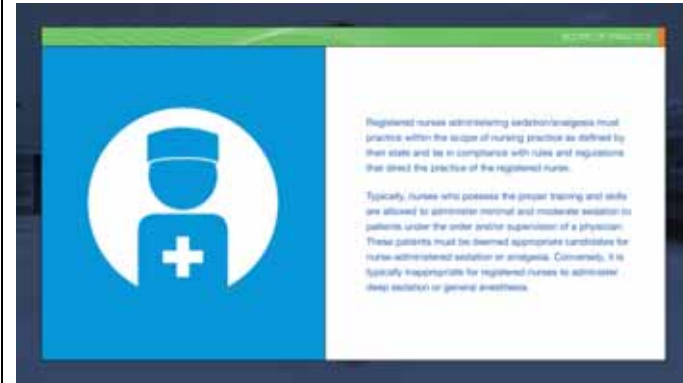 SCOPE OF PRACTICE
Registered nurses administering sedation/analgesia must
practice within the scope of nursing practice as defined by
their state and be in compliance with rules and regulations
that direct the practice of the registered nurse.
Typically, nurses who possess the proper training and skills
are allowed to administer minimal and moderate sedation to
patients under the order and/or supervision of a physician.
These patients must be deemed appropriate candidates for
nurse-administered sedation or analgesia. Conversely, it is
typically inappropriate for registered nurses to administer
deep sedation or general anesthesia.